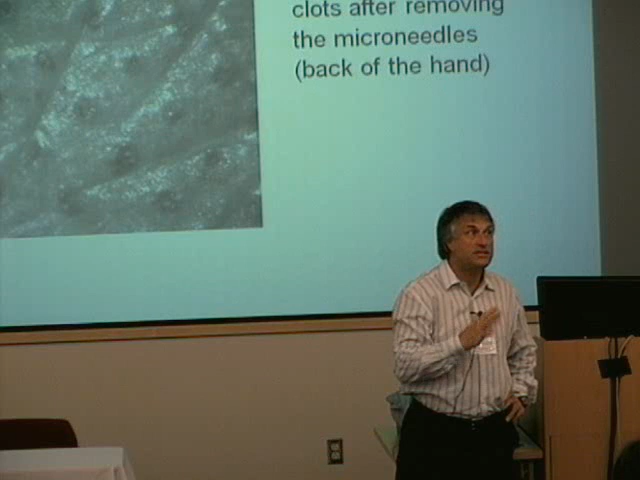 clots after removing
the microneedles
(back of the hand)